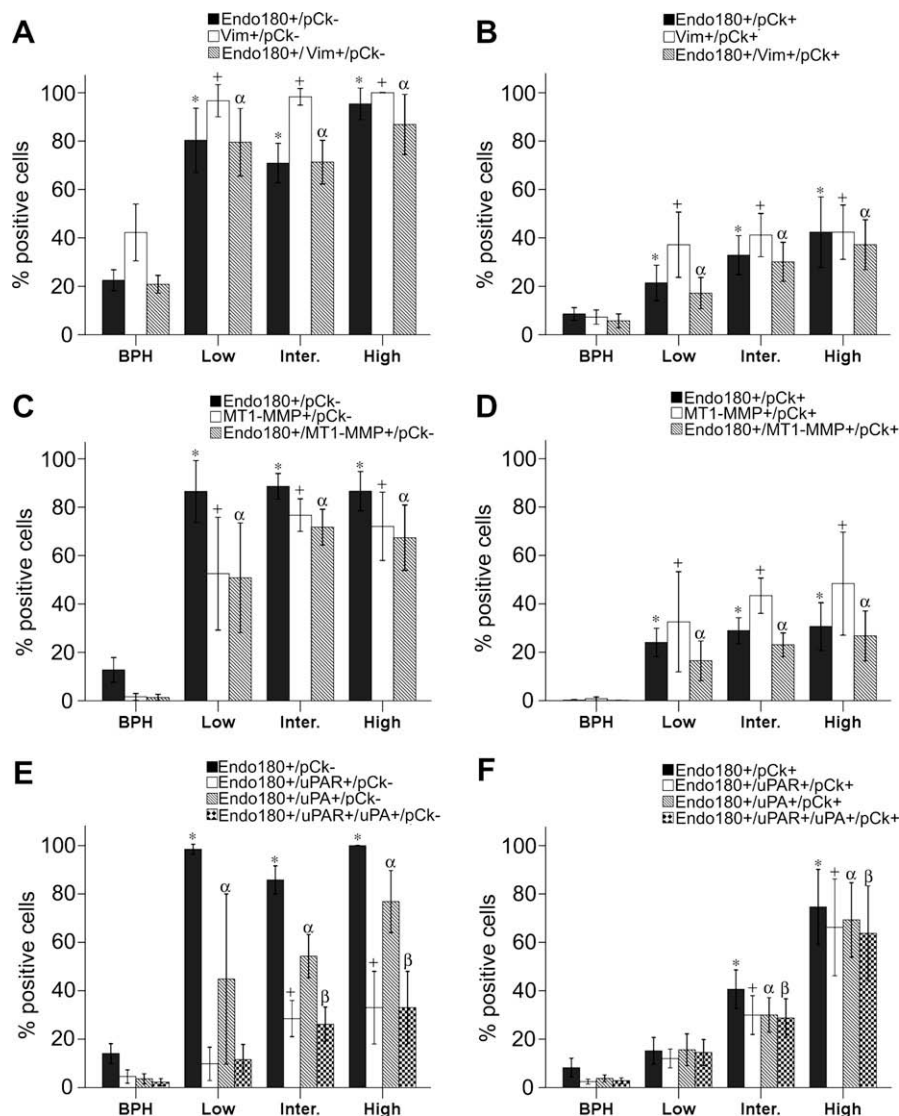 A
Endo180+/pCk-
Vim+/pCk-
Endo180+/Vim+/pCk-
% positive cells
100
80
60
40
20
0
* + α * + α * + α
BPH Low Inter. High
B
Endo180+/pCk+
Vim+/pCk+
Endo180+/Vim+/pCk+
% positive cells
100
80
60
40
20
0
* + α * + α * + α
BPH Low Inter. High
C
Endo180+/pCk-
MT1-MMP+/pCk-
Endo180+/MT1-MMP+/pCk-
% positive cells
100
80
60
40
20
0
* + α * + α * + α
BPH Low Inter. High
D
Endo180+/pCk+
MT1-MMP+/pCk+
Endo180+/MT1-MMP+/pCk+
% positive cells
100
80
60
40
20
0
* + α * + α * + α
BPH Low Inter. High
E
Endo180+/pCk-
Endo180+/uPAR+/pCk-
Endo180+/uPA+/pCk-
Endo180+/uPAR+/uPA+/pCk-
% positive cells
100
80
60
40
20
0
* α * + α β * + α β
BPH Low Inter. High
F
Endo180+/pCk+
Endo180+/uPAR+/pCk+
Endo180+/uPA+/pCk+
Endo180+/uPAR+/uPA+/pCk+
% positive cells
100
80
60
40
20
0
* + α β * + α β
BPH Low Inter. High